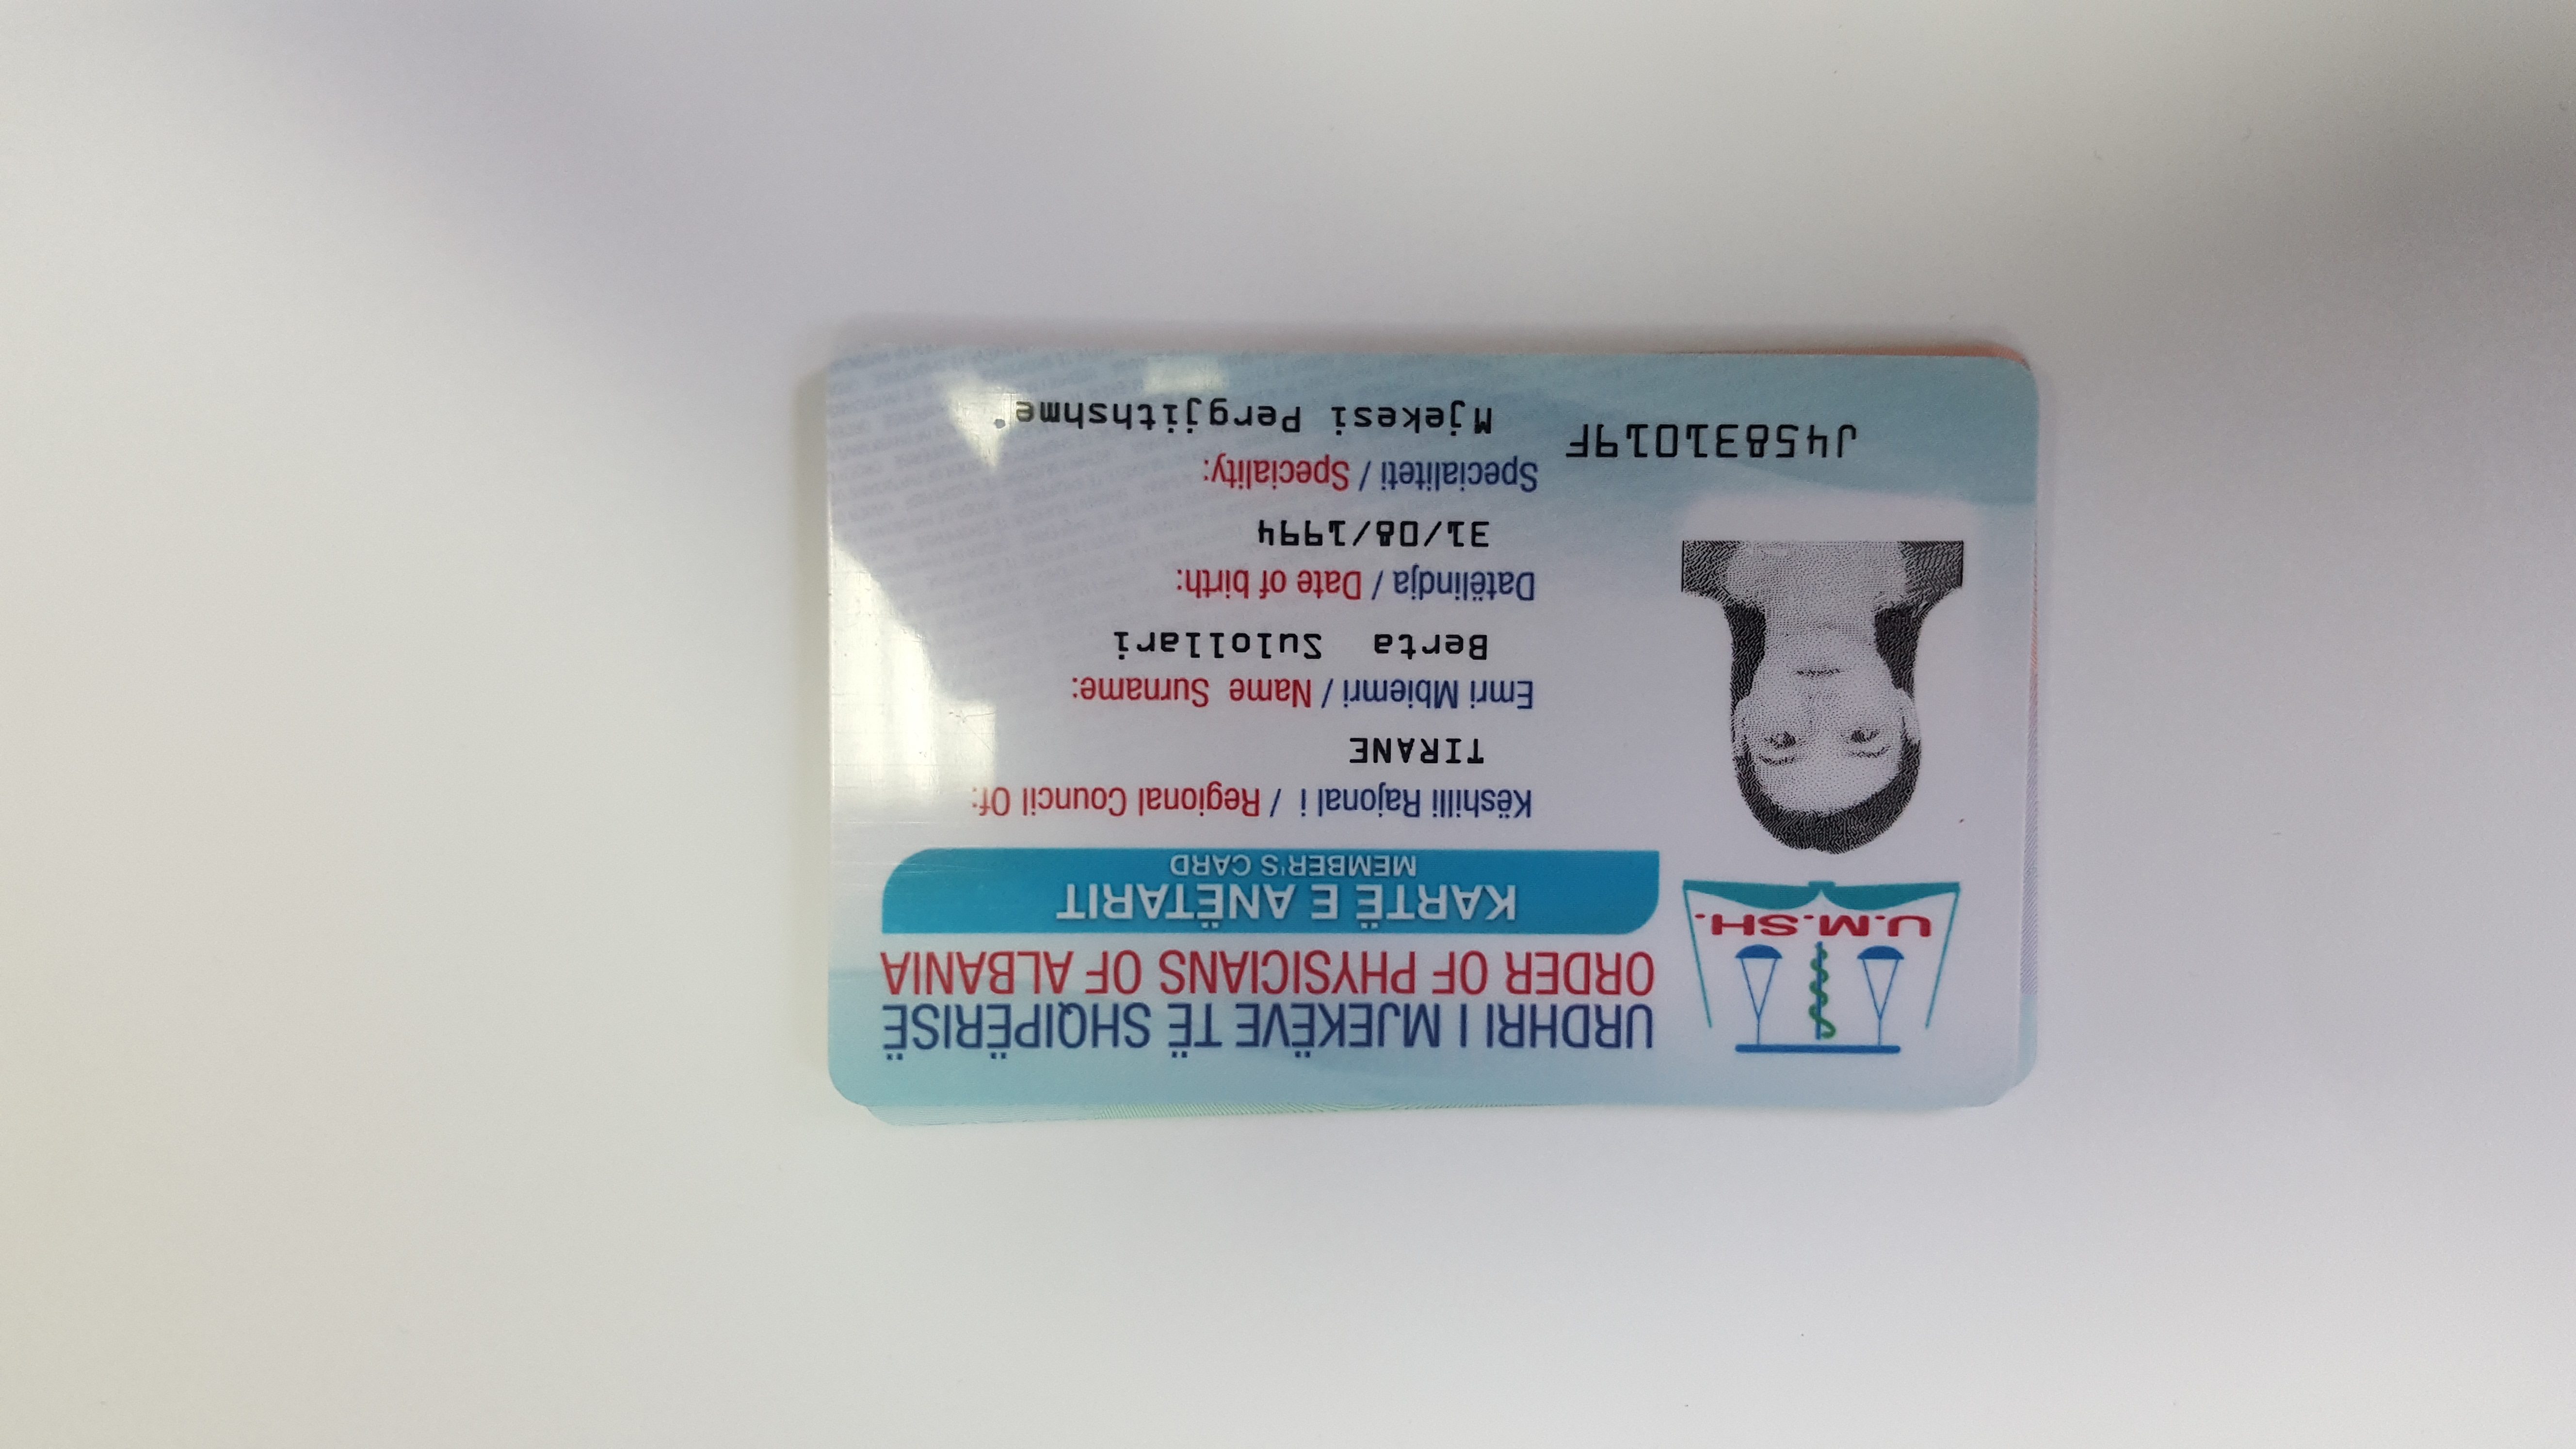 URDHRI I MJEKËVE TË SHQIPËRISË
ORDER OF PHYSICIANS OF ALBANIA
U.M.SH.
KARTË E ANËTARIT
MEMBER'S CARD
Këshilli Rajonal i / Regional Council Of:
TIRANE
Emri Mbiemri / Name Surname:
Berta Sulollari
Datëlindja / Date of birth:
31/08/1994
Specialiteti / Speciality:
Mjekesi Pergjithshme
J45831019F